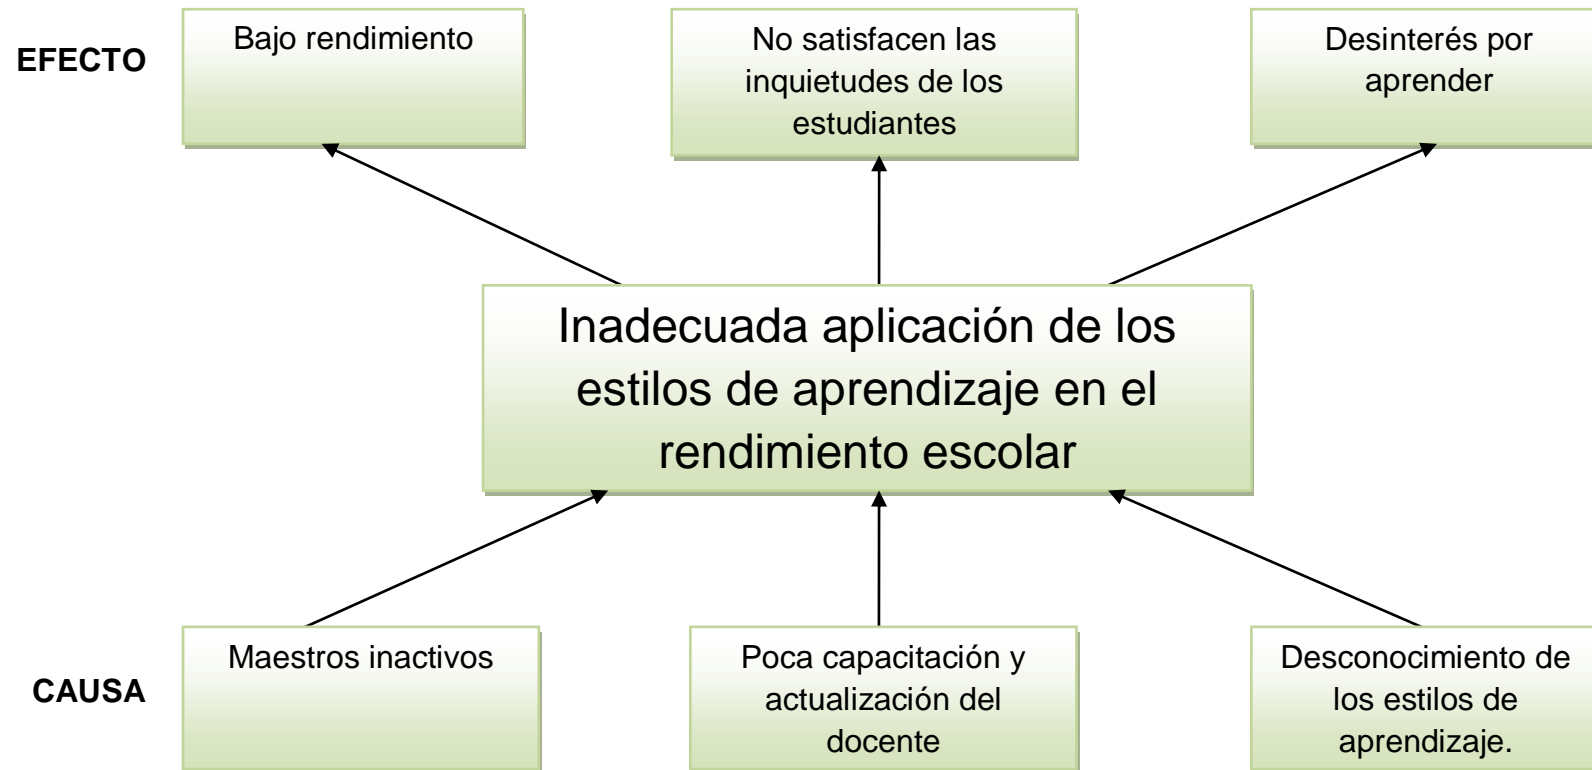 EFECTO
Bajo rendimiento
No satisfacen las
inquietudes de los
estudiantes
Desinterés por
aprender
Inadecuada aplicación de los
estilos de aprendizaje en el
rendimiento escolar
CAUSA
Maestros inactivos
Poca capacitación y
actualización del
docente
Desconocimiento de
los estilos de
aprendizaje.